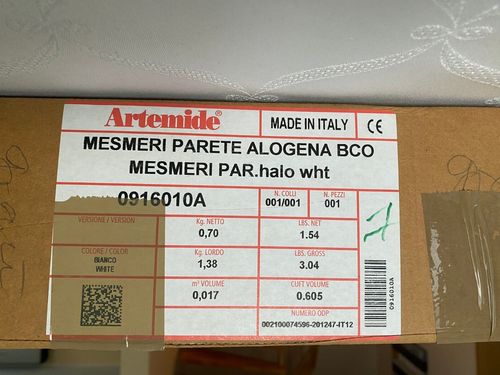 Artemide®
MADE IN ITALY
CE
MESMERI PARETE ALOGENA BCO
MESMERI PAR.halo wht
0916010A
N. COLLI
001/001
N. PEZZI
001
VERSIONE / VERSION
Kg. NETTO
0,70
LBS. NET
1.54
COLORE / COLOR
BIANCO
WHITE
Kg. LORDO
1,38
LBS. GROSS
3.04
m³ VOLUME
0,017
CUFT VOLUME
0.605
NUMERO ODP
002100074596-201247-IT12
0916010A